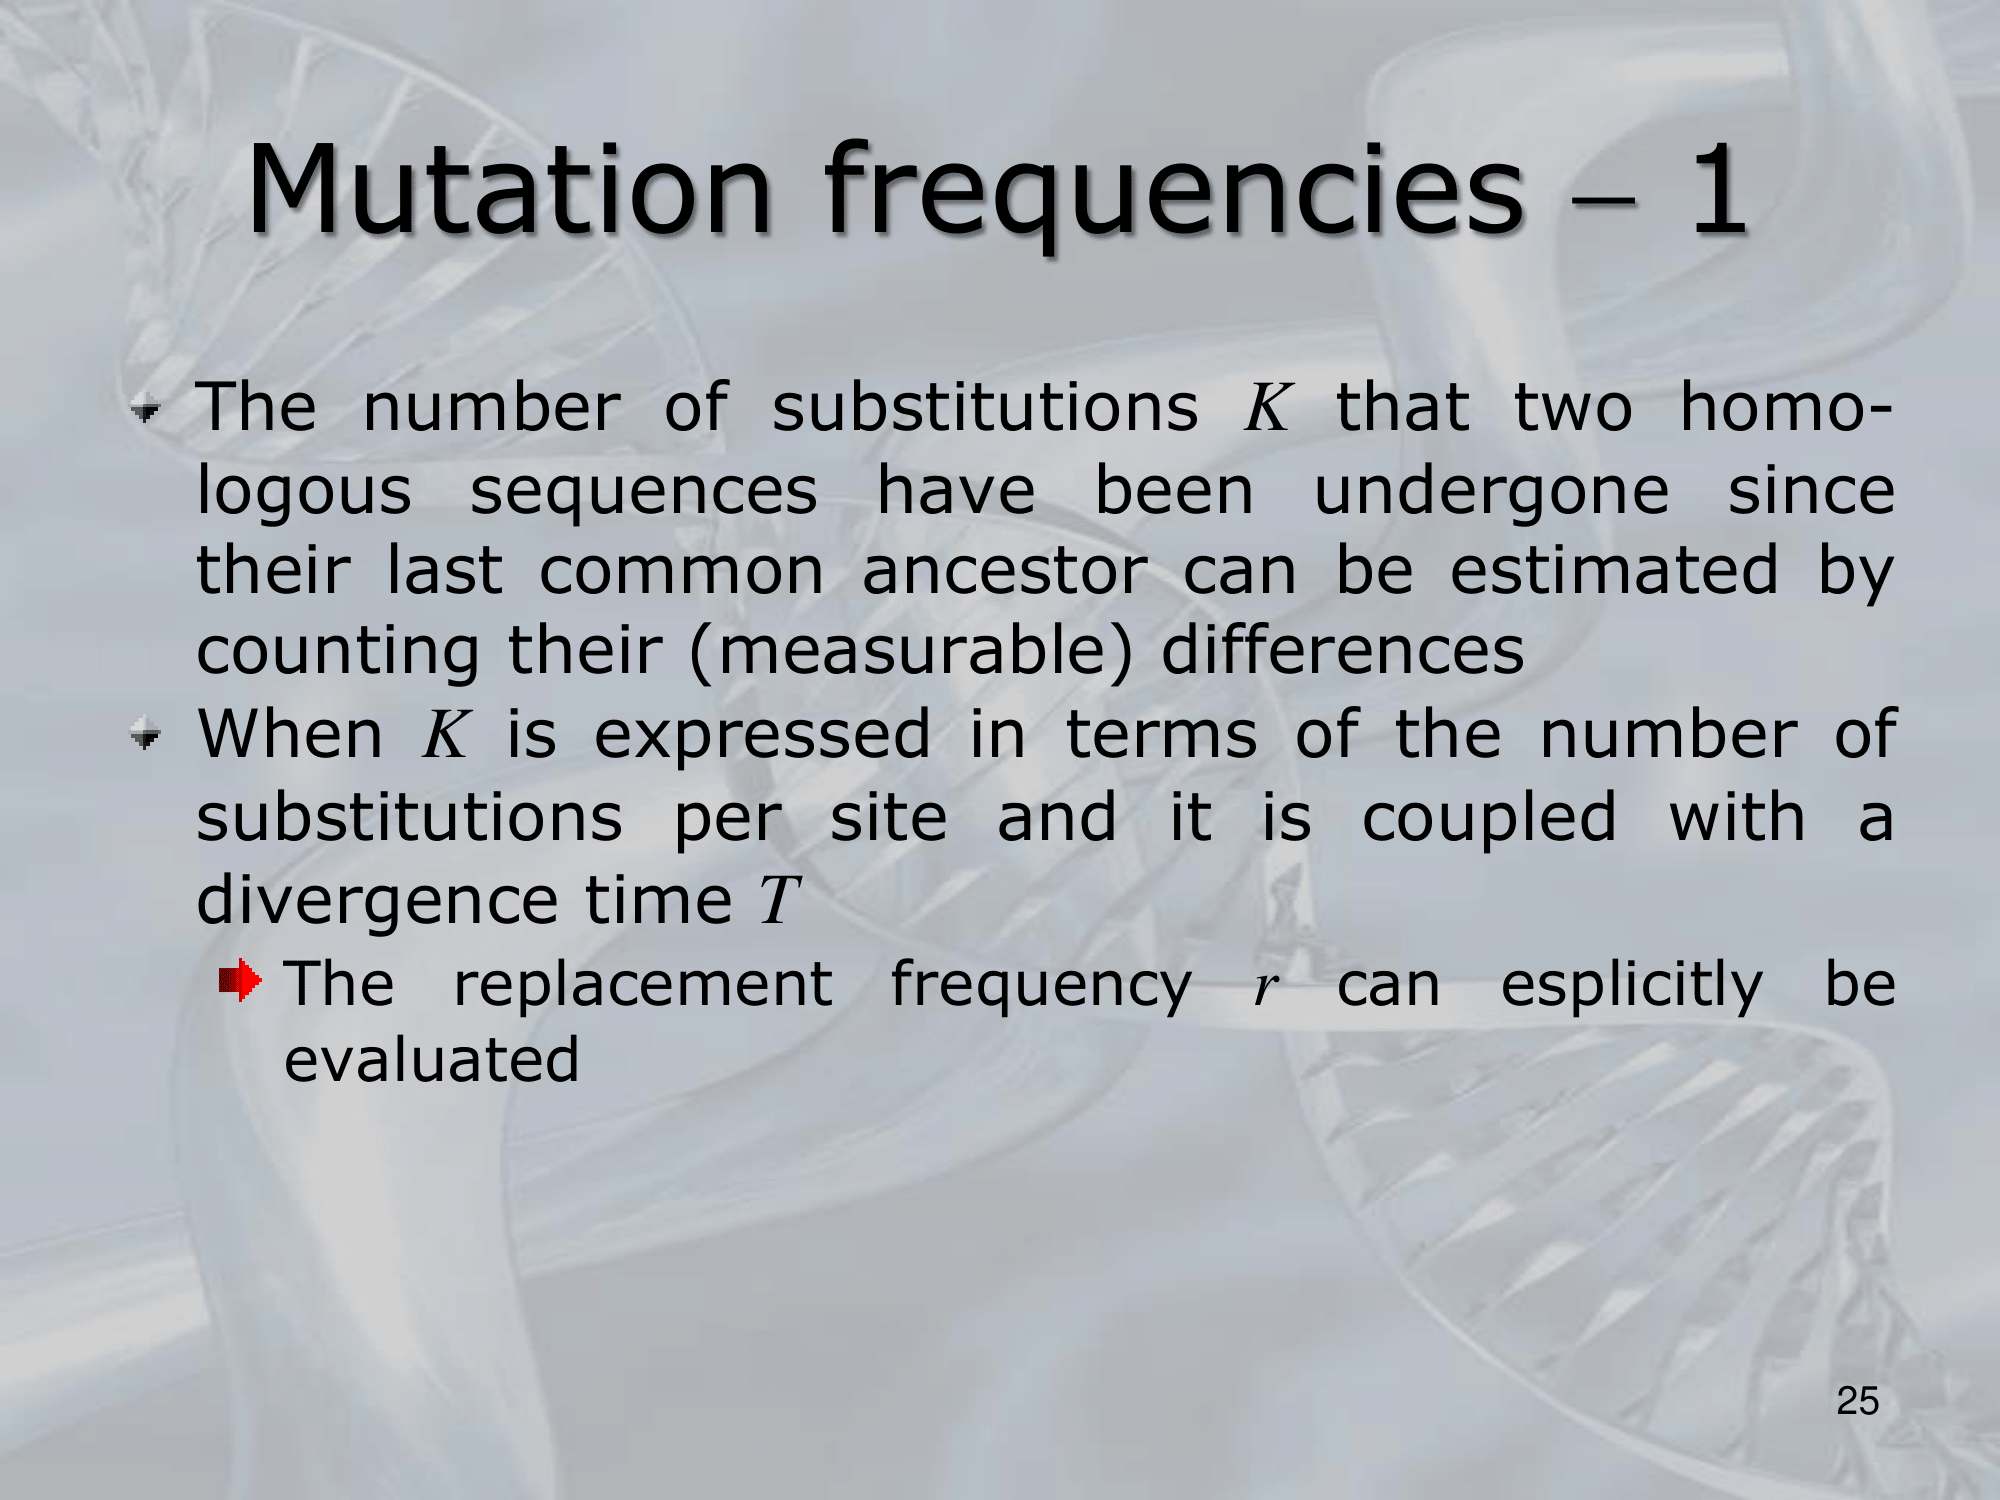 Mutation frequencies – 1
The number of substitutions K that two homo-
logous sequences have been undergone since
their last common ancestor can be estimated by
counting their (measurable) differences
When K is expressed in terms of the number of
substitutions per site and it is coupled with a
divergence time T
The replacement frequency r can esplicitly be
evaluated
25